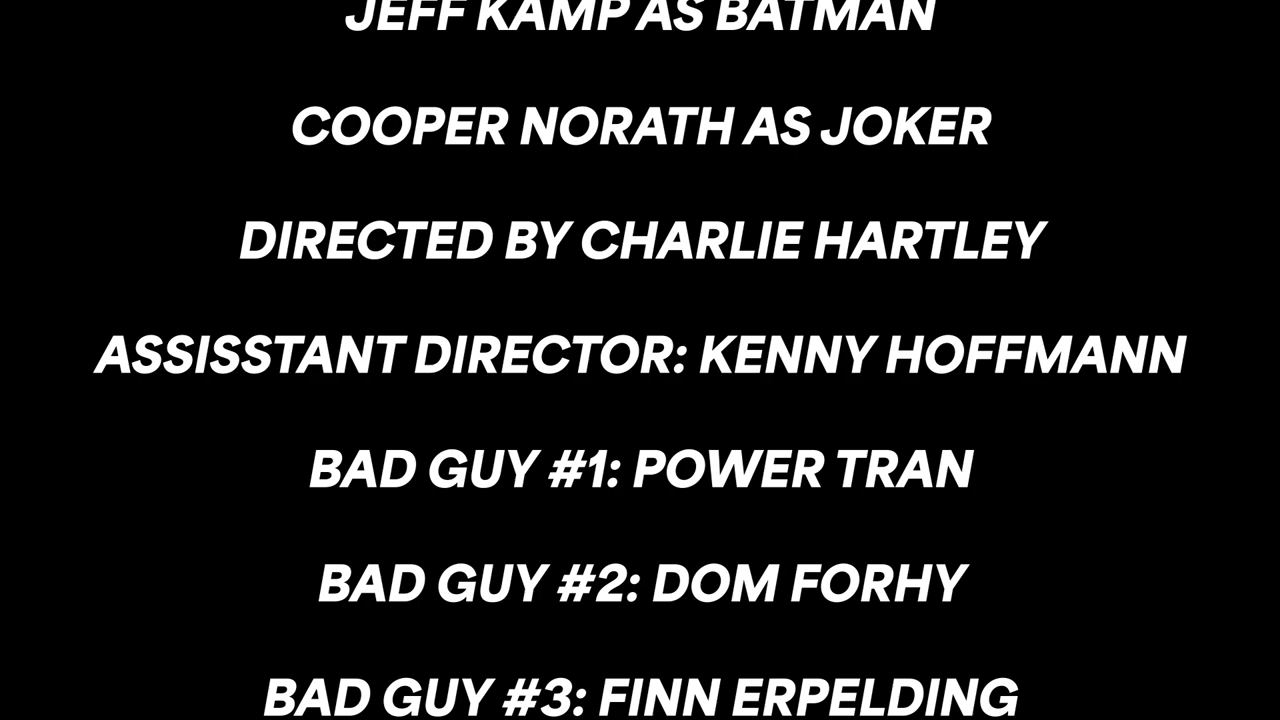 JEFF KAMP AS BATMAN
COOPER NORATH AS JOKER
DIRECTED BY CHARLIE HARTLEY
ASSISSTANT DIRECTOR: KENNY HOFFMANN
BAD GUY #1: POWER TRAN
BAD GUY #2: DOM FORHY
BAD GUY #3: FINN ERPELDING